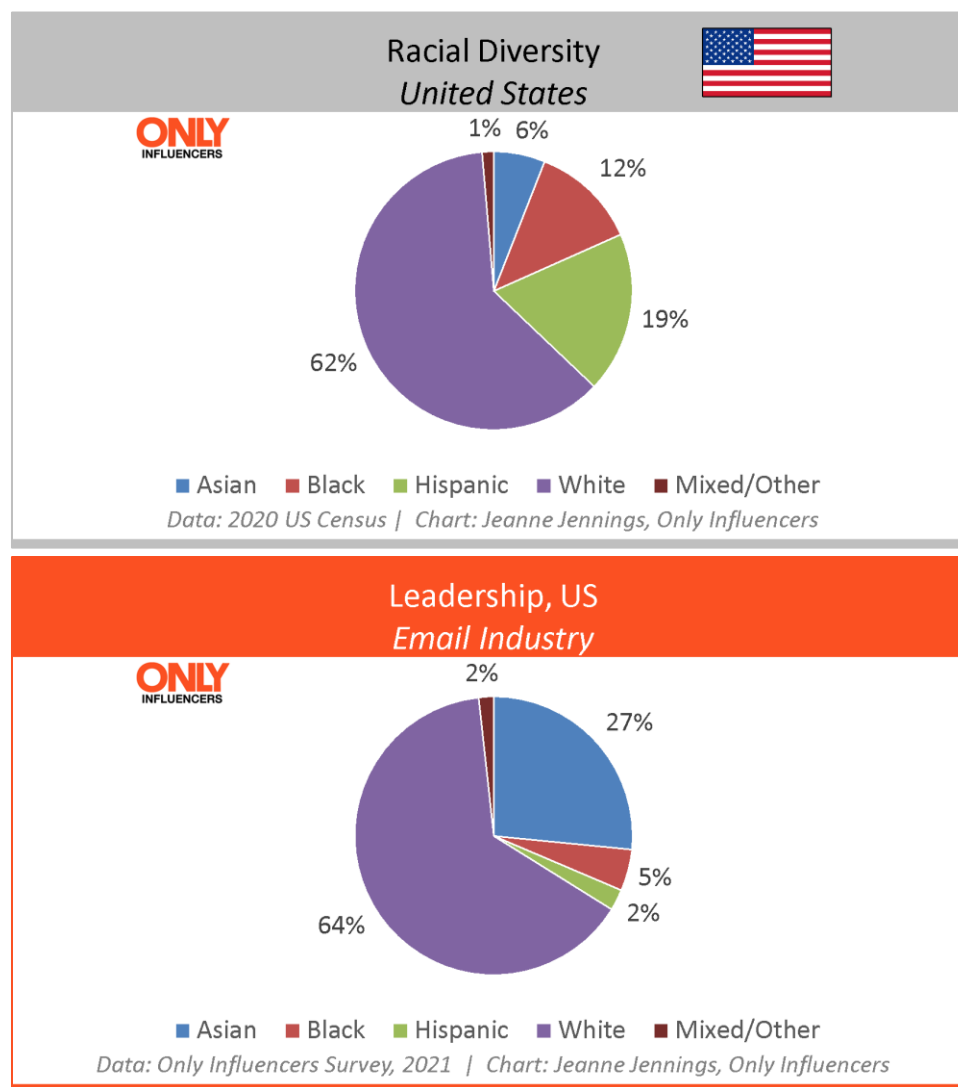 Racial Diversity
United States
ONLY
INFLUENCERS
1%
6%
12%
19%
62%
Asian Black Hispanic White Mixed/Other
Data: 2020 US Census | Chart: Jeanne Jennings, Only Influencers
Leadership, US
Email Industry
ONLY
INFLUENCERS
2%
27%
5%
2%
64%
Asian Black Hispanic White Mixed/Other
Data: Only Influencers Survey, 2021 | Chart: Jeanne Jennings, Only Influencers